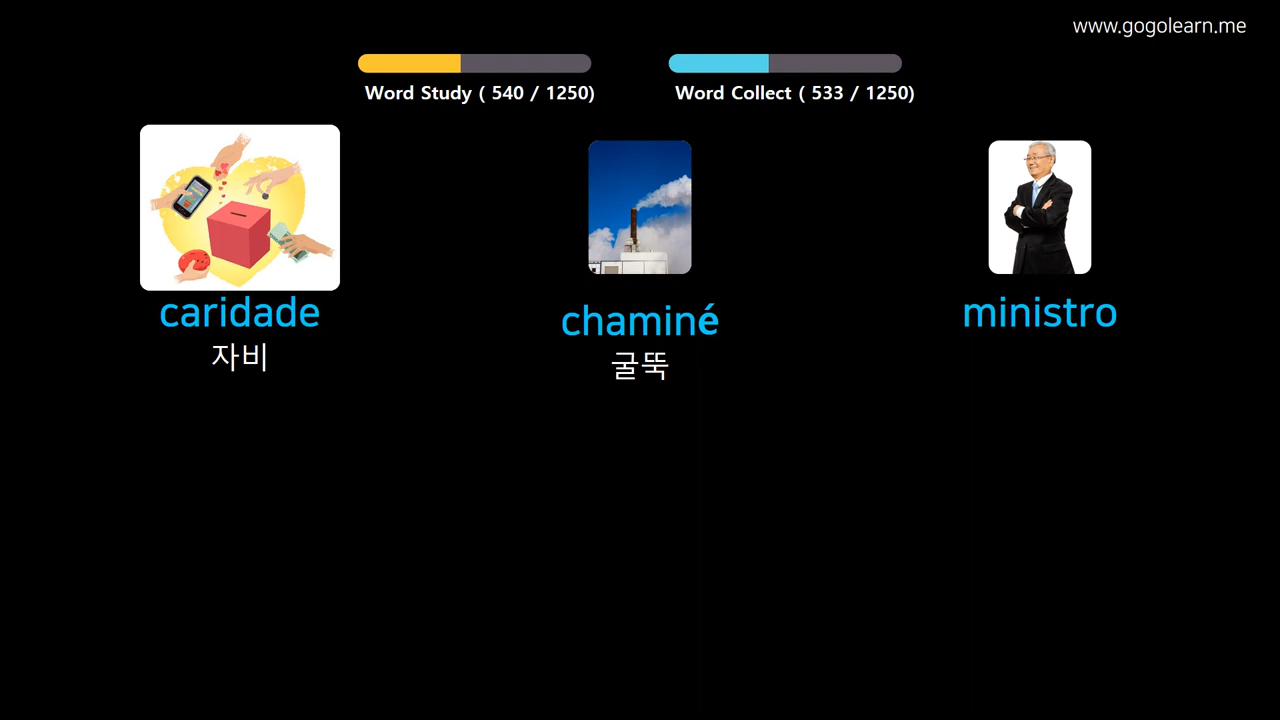 www.gogolearn.me
Word Study ( 540 / 1250)
Word Collect ( 533 / 1250)
caridade
자비
chaminé
굴뚝
ministro